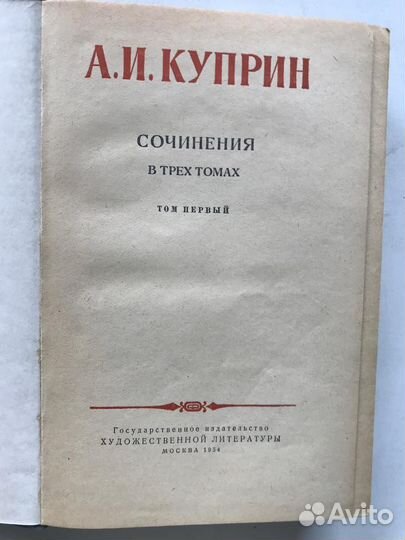 А.И.КУПРИН
СОЧИНЕНИЯ
В ТРЕХ ТОМАХ
ТОМ ПЕРВЫЙ
Государственное издательство
ХУДОЖЕСТВЕННОЙ ЛИТЕРАТУРЫ
МОСКВА 1954
Avito